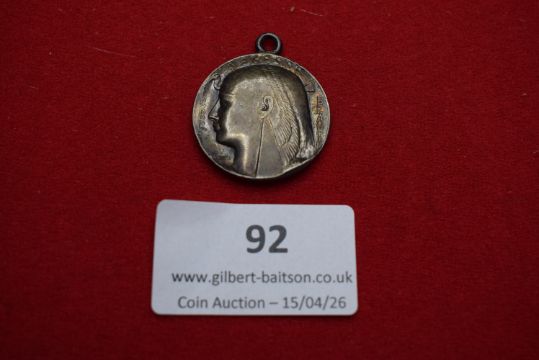 92
www.gilbert-baitson.co.uk
Coin Auction – 15/04/26